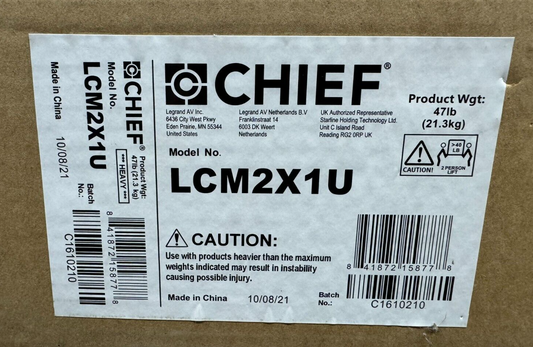 CHIEF®
Legrand AV Inc.
6436 City West Pkwy
Eden Prairie, MN 55344
United States
Legrand AV Netherlands B.V
Franklinstraat 14
6003 DK Weert
Netherlands
UK Authorized Representative
Starline Holding Technology Ltd.
Unit C Island Road
Reading RG2 0RP UK
Product Wgt:
47lb
(21.3kg)
Model No.
LCM2X1U
CAUTION!
>40
LB
2 PERSON
LIFT
CAUTION:
Use with products heavier than the maximum
weights indicated may result in instability
causing possible injury.
Made in China
10/08/21
Batch
No.:
C1610210
8 41872 15877 8
CHIEF®
Product Wgt:
47lb (21.3 kg)
*** HEAVY ***
Model No.
LCM2X1U
8 41872 15877 8
Made in China
10/08/21
Batch
No.:
C1610210